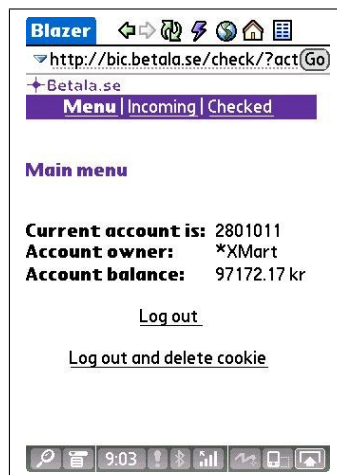 Blazer
http://bic.betala.se/check/?act Go
Betala.se
Menu | Incoming | Checked
Main menu
Current account is: 2801011
Account owner: *XMart
Account balance: 97172.17 kr
Log out
Log out and delete cookie
9:03